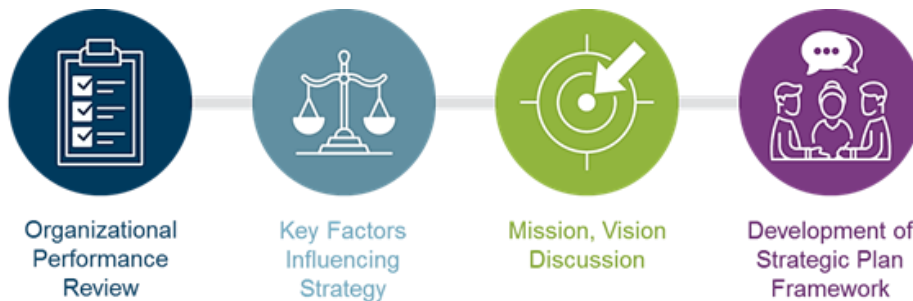 Organizational
Performance
Review
Key Factors
Influencing
Strategy
Mission, Vision
Discussion
Development of
Strategic Plan
Framework